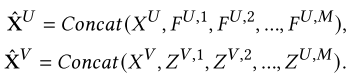 X̂^U = Concat(X^U, F^{U,1}, F^{U,2}, ..., F^{U,M}),
X̂^V = Concat(X^V, Z^{V,1}, Z^{V,2}, ..., Z^{U,M}).